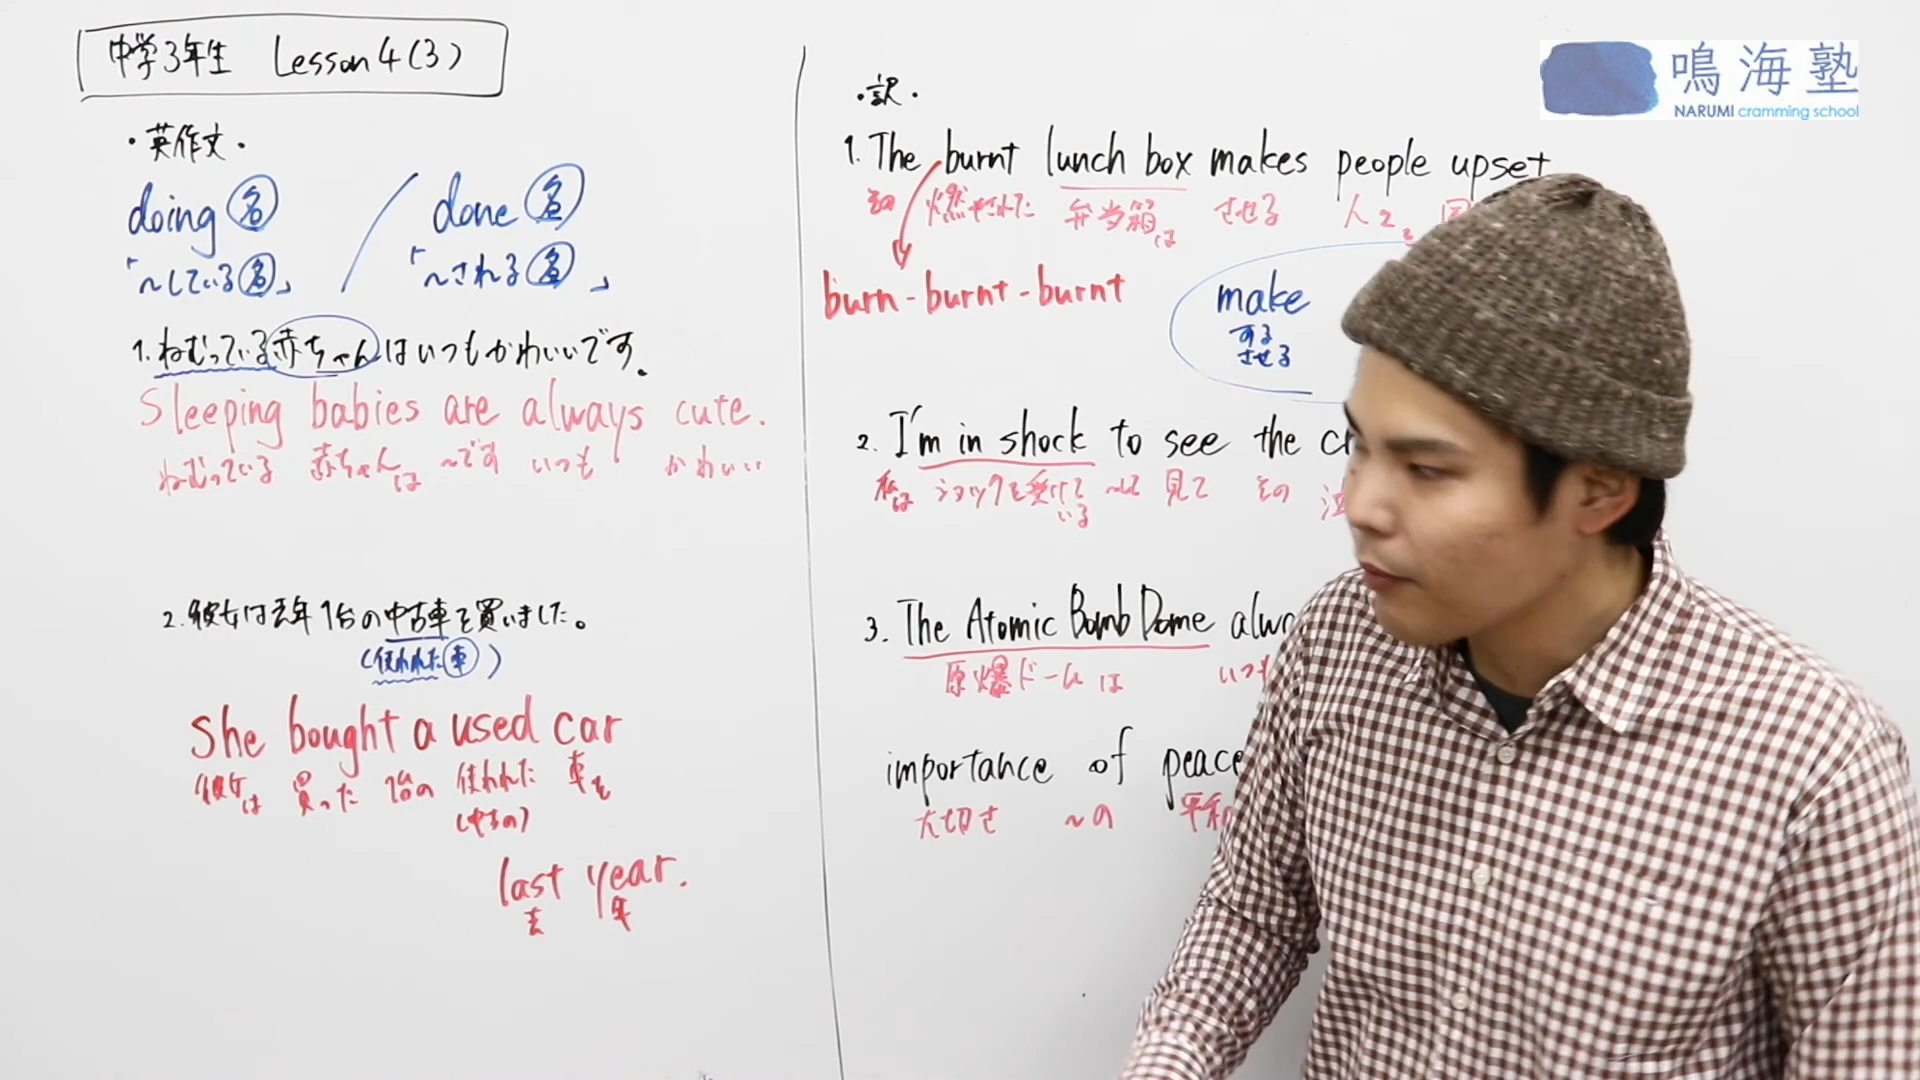 中学3年生 Lesson 4 (3)
・英作文・
doing 名 / done 名
「〜している名」 「〜される名」
1. ねむっている赤ちゃんはいつもかわいいです。
Sleeping babies are always cute.
ねむっている 赤ちゃんは 〜です いつも かわいい
2. 彼女は去年1台の中古車を買いました。
(使われた車)
She bought a used car
彼女は 買った 1台の 使われた 車を
(中古の)
last year.
去 年
・訳・
1. The burnt lunch box makes people upset
その 燃やされた 弁当箱は させる 人々
burn - burnt - burnt
make
する
させる
2. I'm in shock to see the
私は ショックを受けている 〜して 見て その 泣
3. The Atomic Bomb Dome
原爆ドームは いつも
importance of peace
大切さ 〜の 平和
鳴海塾
NARUMI cramming school